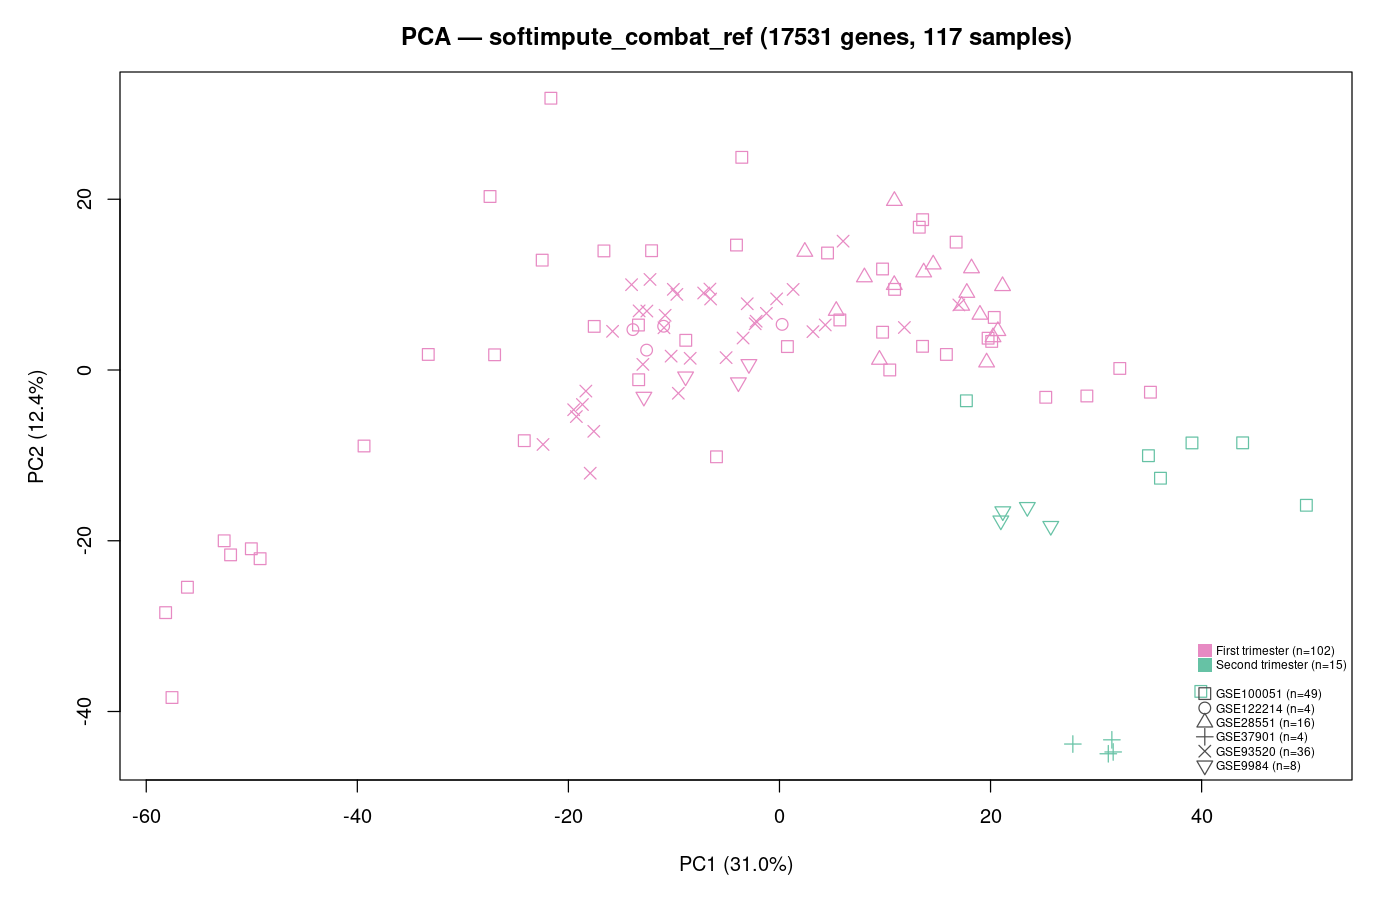 PCA — softimpute_combat_ref (17531 genes, 117 samples)
20
0
-20
-40
PC2 (12.4%)
First trimester (n=102)
Second trimester (n=15)
GSE100051 (n=49)
GSE122214 (n=4)
GSE28551 (n=16)
GSE37901 (n=4)
GSE93520 (n=36)
GSE9984 (n=8)
-60 -40 -20 0 20 40
PC1 (31.0%)